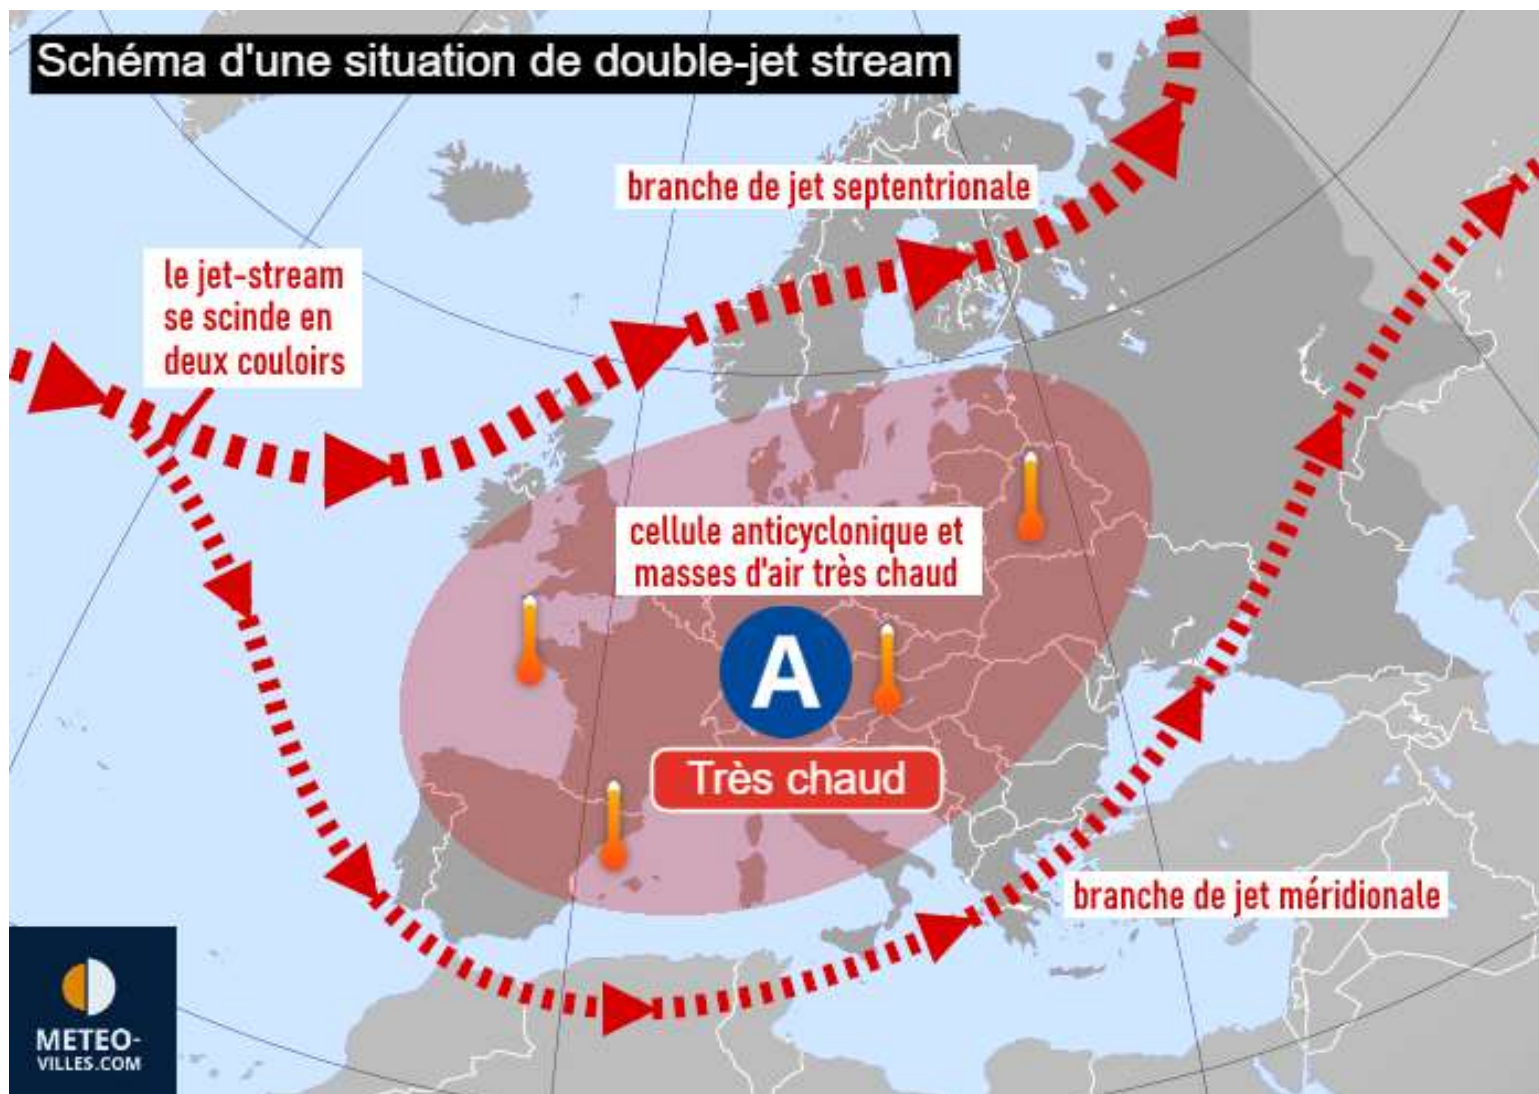 Schéma d'une situation de double-jet stream
branche de jet septentrionale
le jet-stream
se scinde en
deux couloirs
cellule anticyclonique et
masses d'air très chaud
A
Très chaud
branche de jet méridionale
METEO-
VILLES.COM